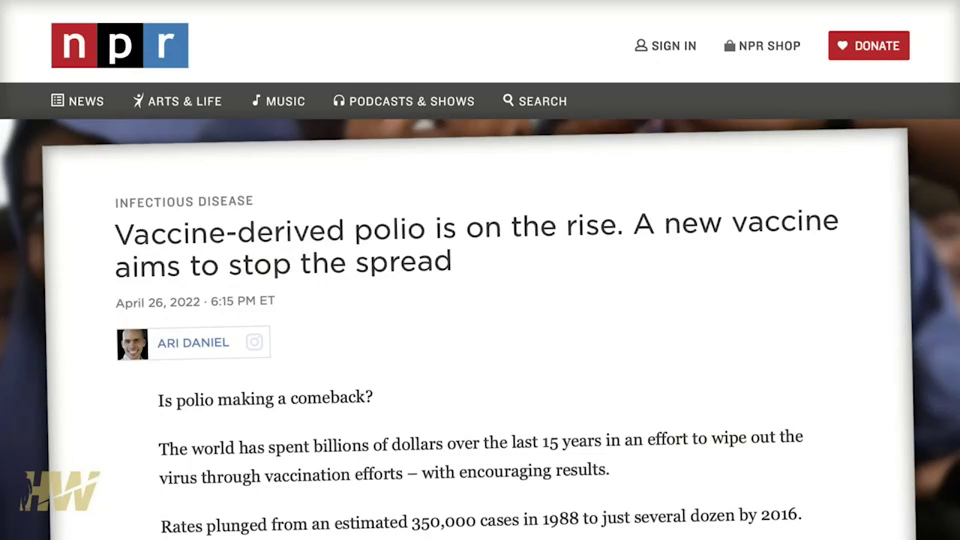 npr
SIGN IN
NPR SHOP
DONATE
NEWS
ARTS & LIFE
MUSIC
PODCASTS & SHOWS
SEARCH
INFECTIOUS DISEASE
Vaccine-derived polio is on the rise. A new vaccine
aims to stop the spread
April 26, 2022 · 6:15 PM ET
ARI DANIEL
Is polio making a comeback?
The world has spent billions of dollars over the last 15 years in an effort to wipe out the
virus through vaccination efforts – with encouraging results.
Rates plunged from an estimated 350,000 cases in 1988 to just several dozen by 2016.
HW